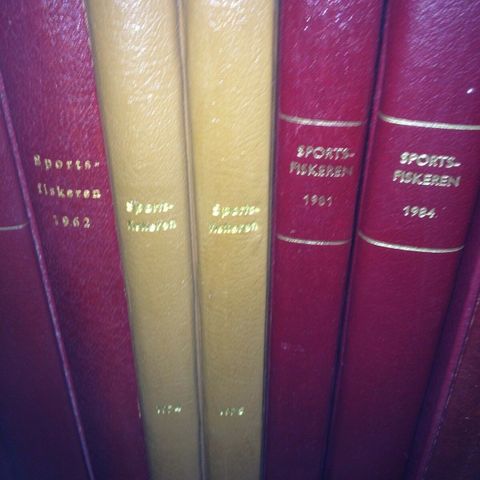 Sports-
fiskeren
1962
Sports-
fiskeren
Sports-
fiskeren
SPORTS-
FISKEREN
1981
SPORTS-
FISKEREN
1984